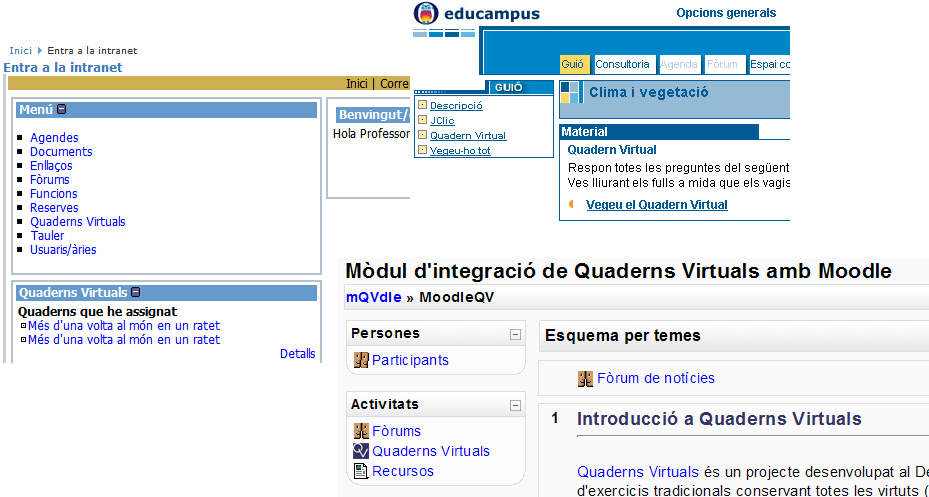 Inici Entra a la intranet
Entra a la intranet
Inici | Corre
Menú
Agendes
Documents
Enllaços
Fòrums
Funcions
Reserves
Quaderns Virtuals
Tauler
Usuaris/àries
Quaderns Virtuals
Quaderns que he assignat
Més d'una volta al món en un ratet
Més d'una volta al món en un ratet
Detalls
Benvingut/
Hola Professor
educampus
Opcions generals
Guió Consultoria Agenda Fòrum Espai co
GUIÓ
Descripció
JClic
Quadern Virtual
Vegeu-ho tot
Clima i vegetació
Material
Quadern Virtual
Respon totes les preguntes del següent
Ves lliurant els fulls a mida que els vagis
Vegeu el Quadern Virtual
Mòdul d'integració de Quaderns Virtuals amb Moodle
mQVdle » MoodleQV
Persones
Participants
Activitats
Fòrums
Quaderns Virtuals
Recursos
Esquema per temes
Fòrum de notícies
1 Introducció a Quaderns Virtuals
Quaderns Virtuals és un projecte desenvolupat al De
d'exercicis tradicionals conservant totes les virtuts (